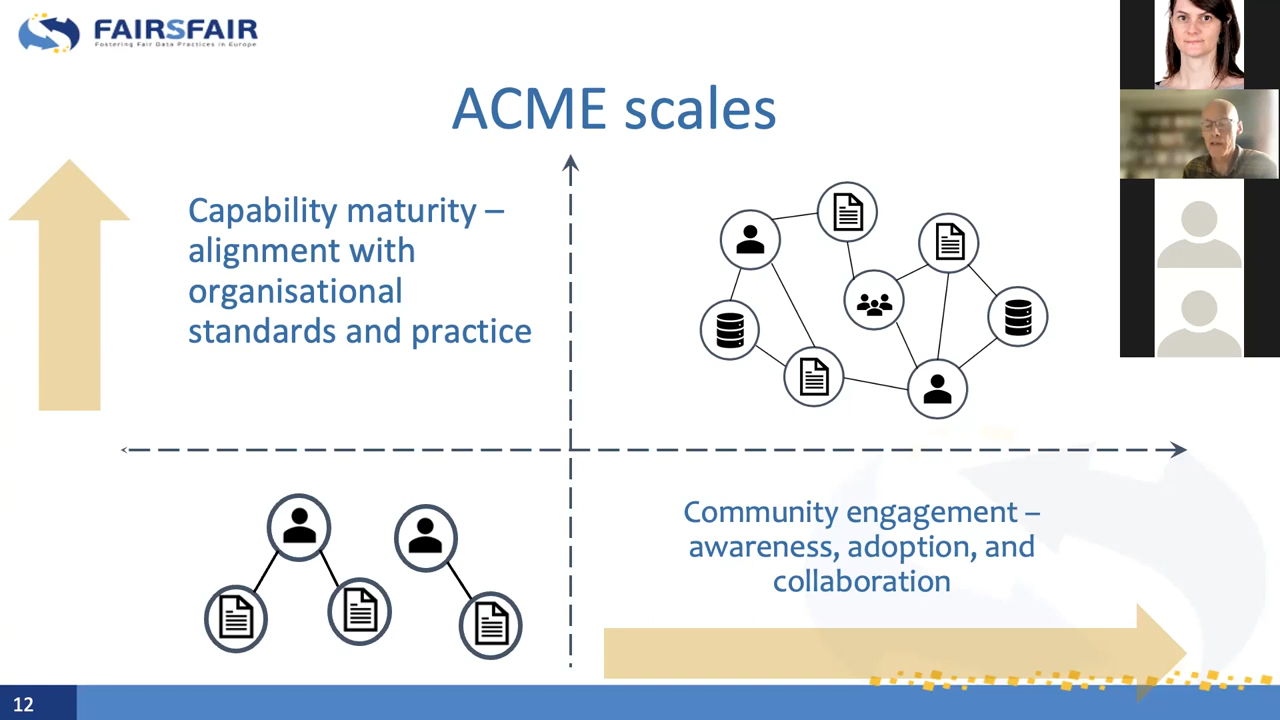 FAIRSFAIR
Fostering Fair Data Practices in Europe
ACME scales
Capability maturity –
alignment with
organisational
standards and practice
Community engagement –
awareness, adoption, and
collaboration
12